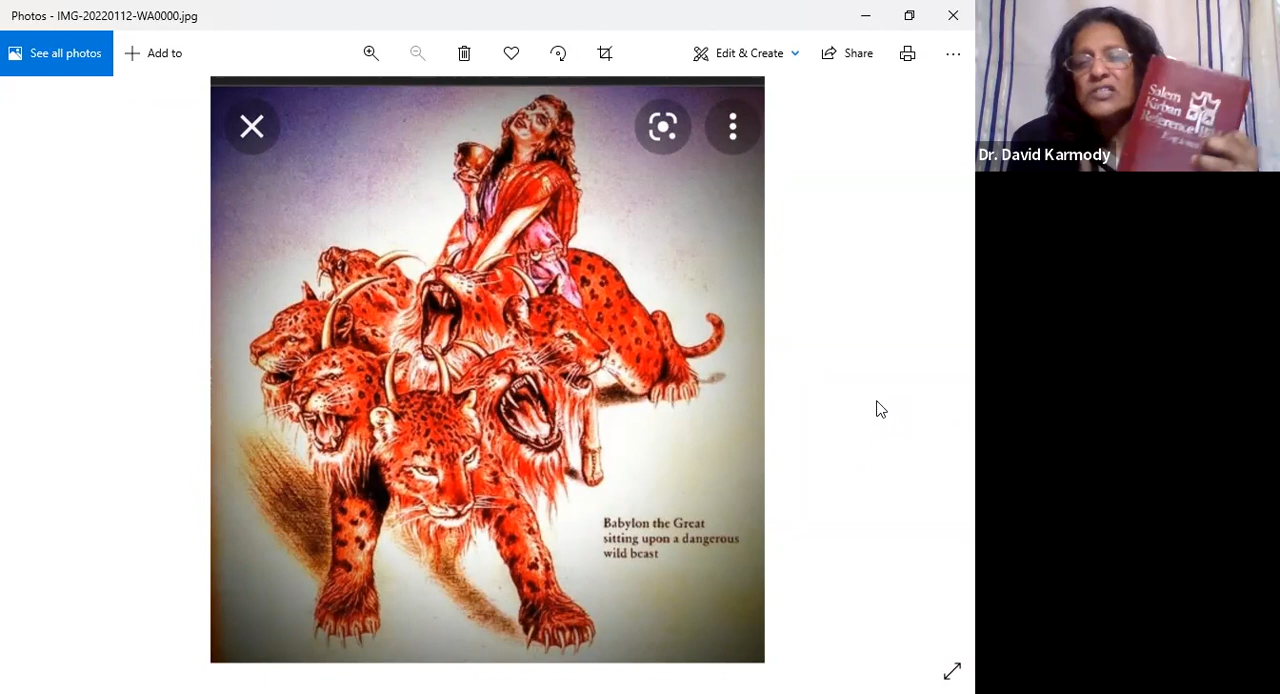 Photos - IMG-20220112-WA0000.jpg
See all photos
Add to
Edit & Create
Share
Babylon the Great
sitting upon a dangerous
wild beast
Salem
Kirban
Reference
Dr. David Karmody